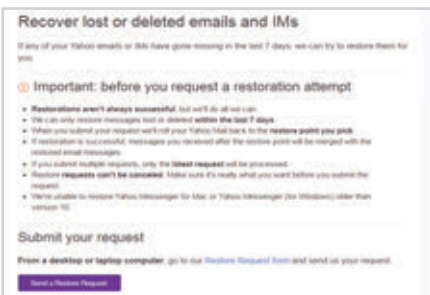 Recover lost or deleted emails and IMs
If any of your Yahoo emails or IMs have gone missing in the last 7 days, we can try to restore them for
you.
Important: before you request a restoration attempt
Restorations aren't always successful, but we'll do all we can.
We can only restore messages lost or deleted within the last 7 days.
When you submit your request we'll roll your Yahoo Mail back to the restore point you pick.
If restoration is successful, messages you received after the restore point will be merged with the
restored email messages.
If you submit multiple requests, only the latest request will be processed.
Restore requests can't be canceled. Make sure it's really what you want before you submit the
request.
We're unable to restore Yahoo Messenger for Mac or Yahoo Messenger (for Windows) older than
version 10.
Submit your request
From a desktop or laptop computer, go to our Restore Request form and send us your request.
Send a Restore Request